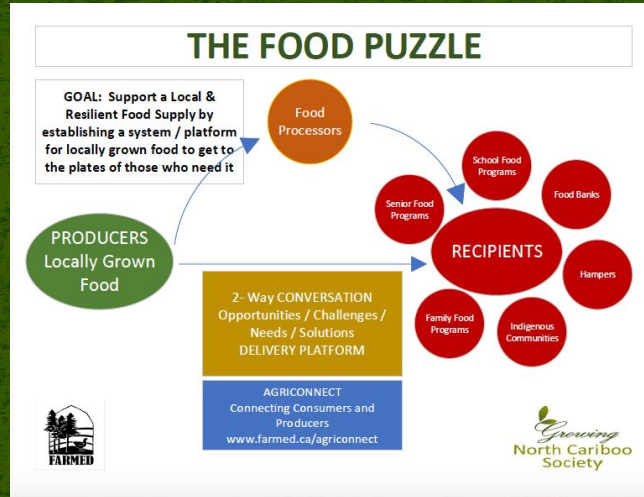 THE FOOD PUZZLE
GOAL: Support a Local &
Resilient Food Supply by
establishing a system / platform
for locally grown food to get to
the plates of those who need it
Food
Processors
School Food
Programs
Food Banks
Senior Food
Programs
PRODUCERS
Locally Grown
Food
RECIPIENTS
Hampers
2- Way CONVERSATION
Opportunities / Challenges /
Needs / Solutions
DELIVERY PLATFORM
Family Food
Programs
Indigenous
Communities
AGRICONNECT
Connecting Consumers and
Producers
www.farmed.ca/agriconnect
FARMED
Growing
North Cariboo
Society